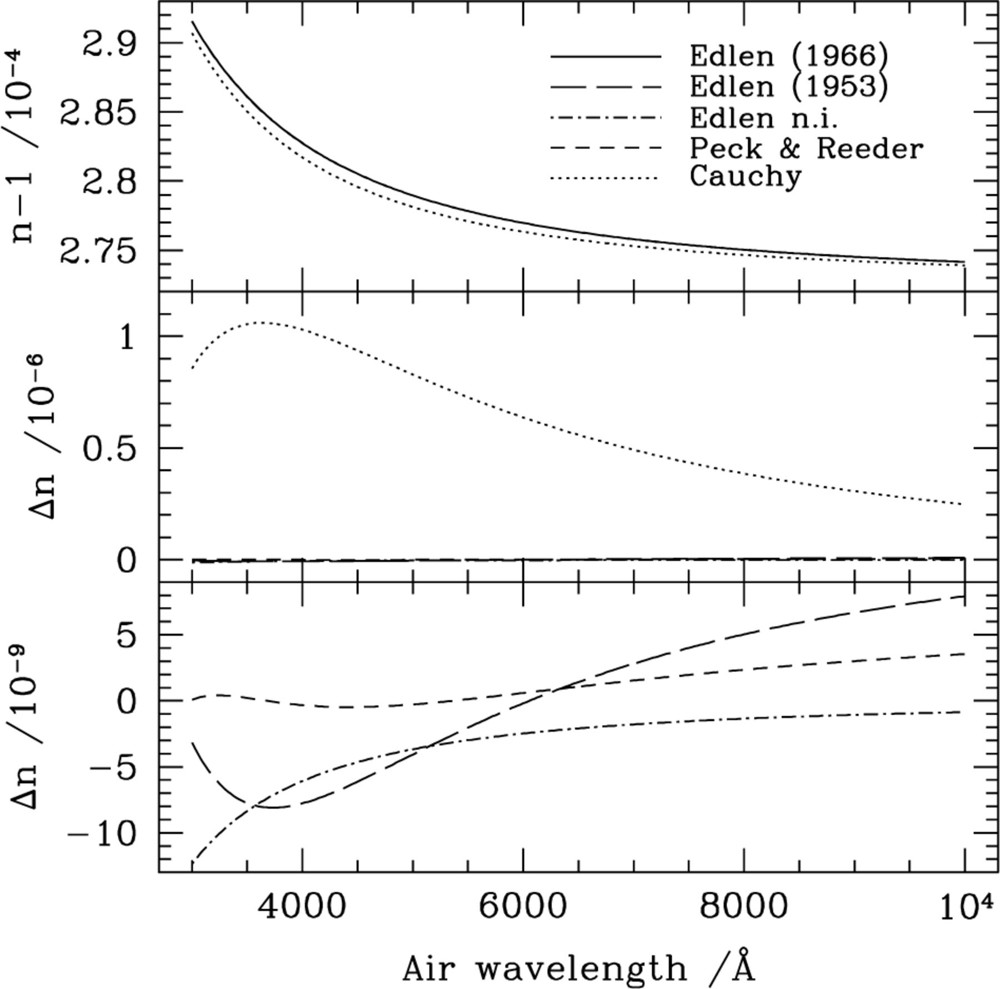 n−1 /10⁻⁴
2.9
2.85
2.8
2.75
Edlen (1966)
Edlen (1953)
Edlen n.i.
Peck & Reeder
Cauchy
Δn /10⁻⁶
1
0.5
0
Δn /10⁻⁹
5
0
−5
−10
4000 6000 8000 10⁴
Air wavelength /Å